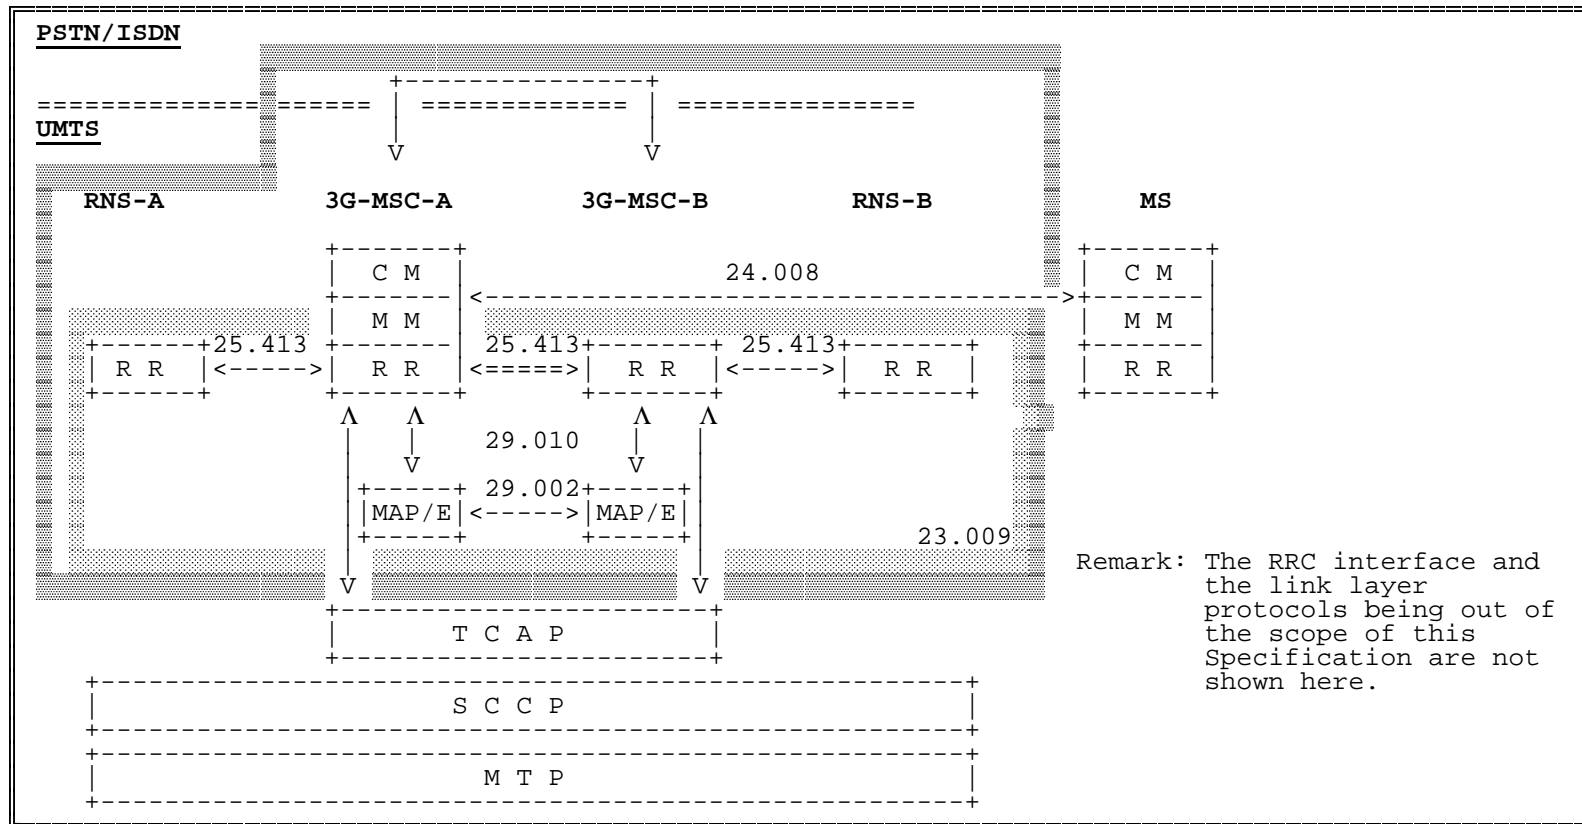 PSTN/ISDN
UMTS
RNS-A 3G-MSC-A 3G-MSC-B RNS-B MS
C M 24.008 C M
M M M M
25.413 25.413 25.413
R R R R R R R R R R
29.010
29.002
MAP/E MAP/E
23.009
Remark: The RRC interface and
the link layer
protocols being out of
the scope of this
Specification are not
shown here.
T C A P
S C C P
M T P